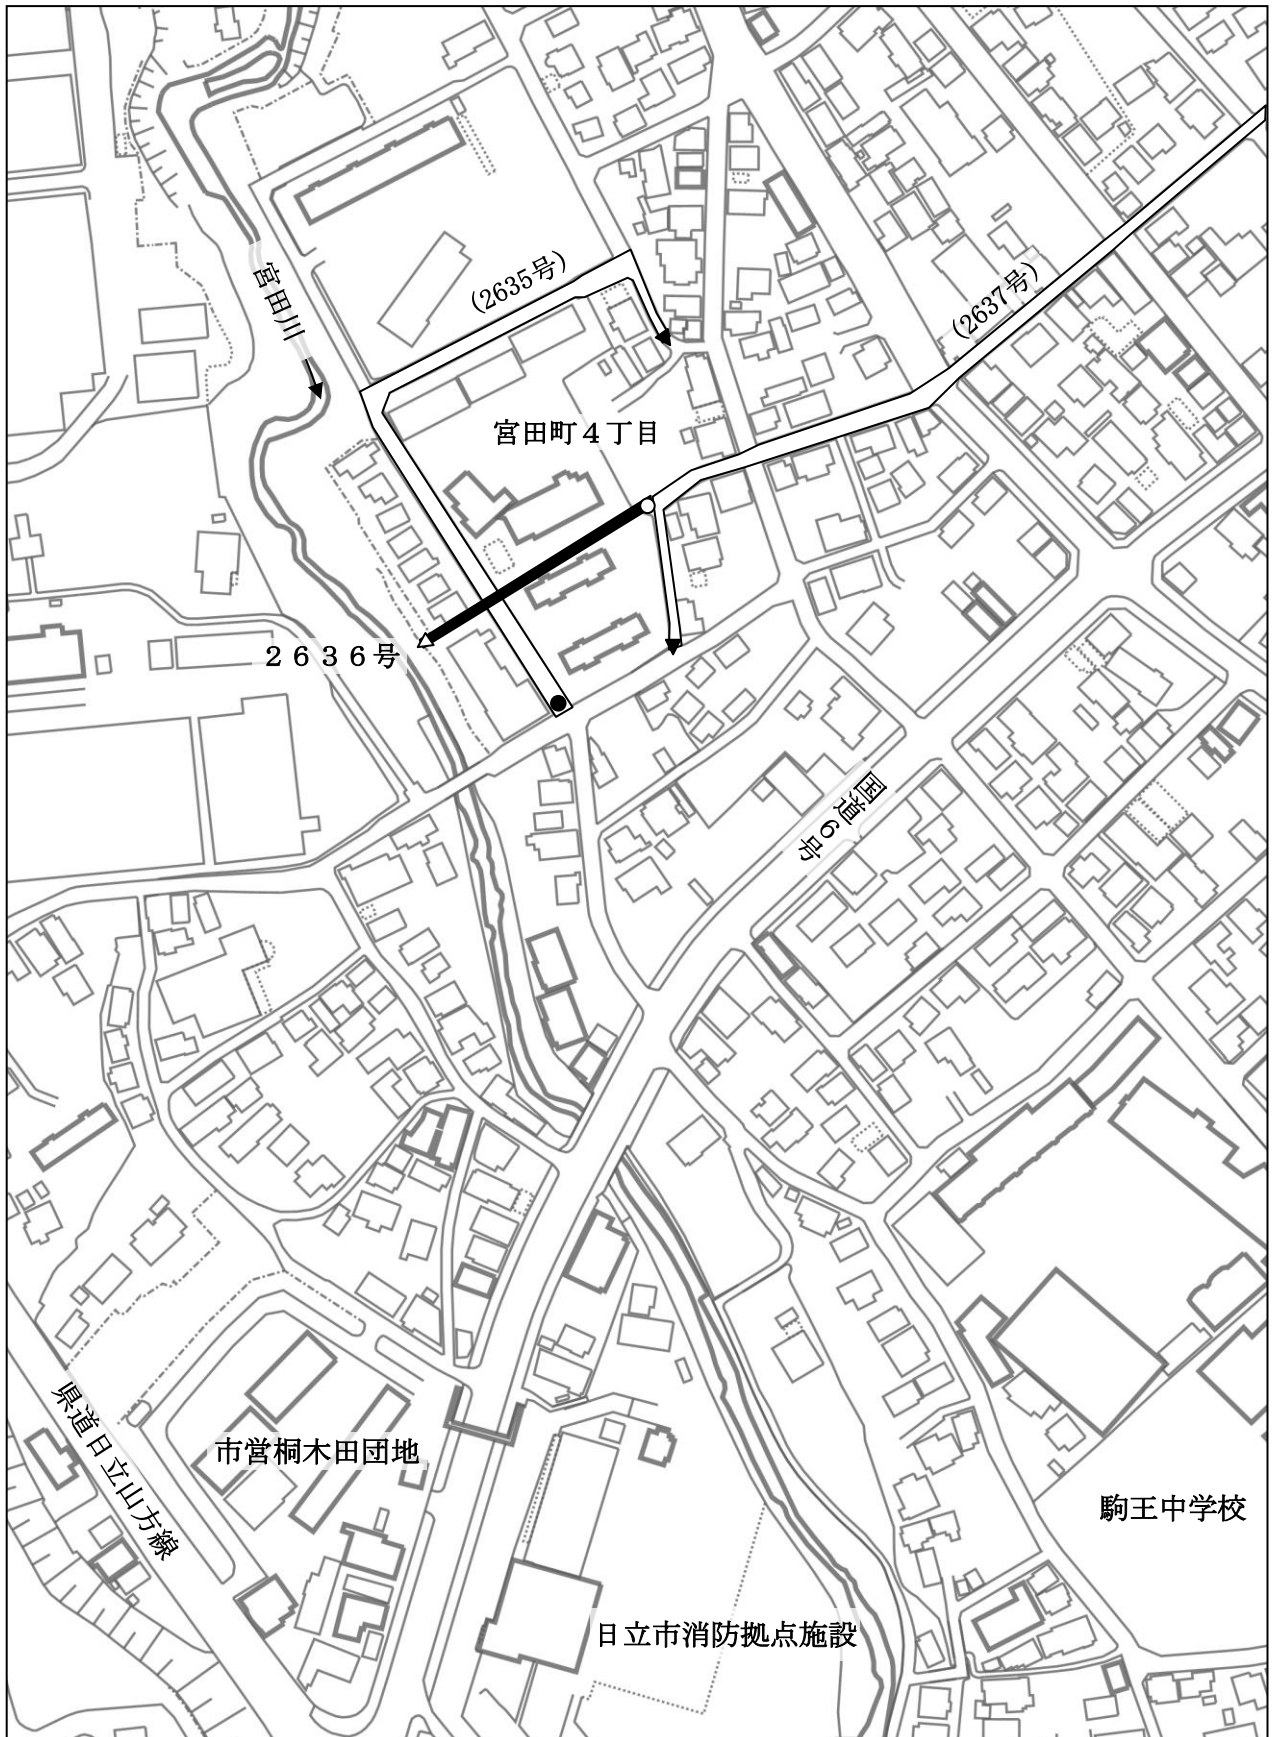 宮田川
（2635号）
（2637号）
宮田町４丁目
２６３６号
国道６号
県道日立山方線
市営桐木田団地
駒王中学校
日立市消防拠点施設